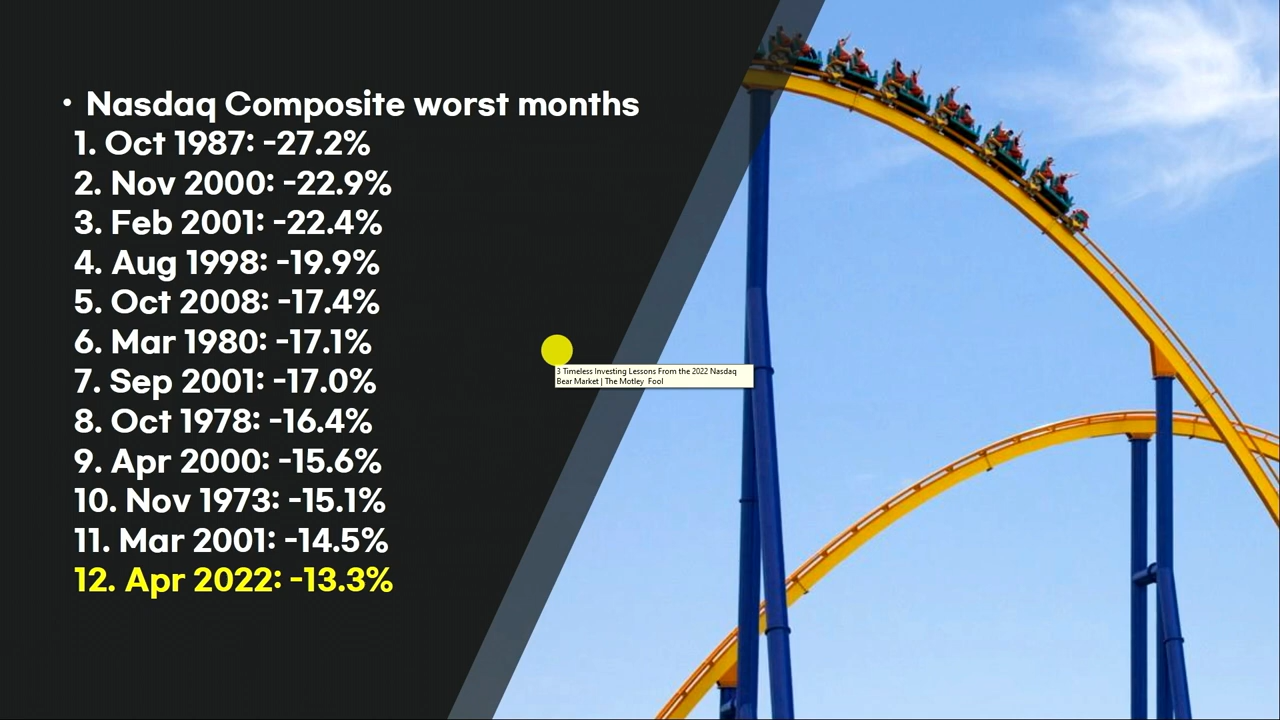 • Nasdaq Composite worst months
1. Oct 1987: -27.2%
2. Nov 2000: -22.9%
3. Feb 2001: -22.4%
4. Aug 1998: -19.9%
5. Oct 2008: -17.4%
6. Mar 1980: -17.1%
7. Sep 2001: -17.0%
8. Oct 1978: -16.4%
9. Apr 2000: -15.6%
10. Nov 1973: -15.1%
11. Mar 2001: -14.5%
12. Apr 2022: -13.3%
3 Timeless Investing Lessons From the 2022 Nasdaq
Bear Market | The Motley Fool